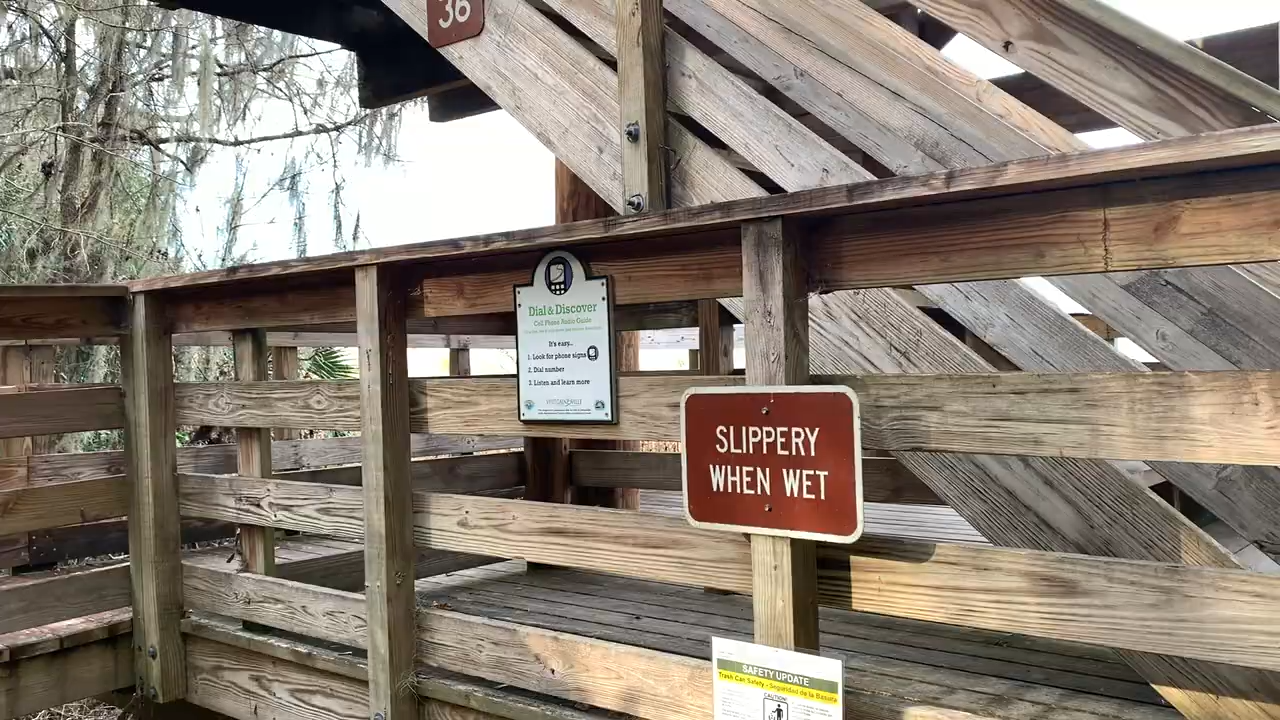 36
Dial & Discover
Cell Phone Audio Guide
It's easy...
1. Look for phone signs
2. Dial number
3. Listen and learn more
SLIPPERY
WHEN WET
SAFETY UPDATE
Trash Can Safety - Seguridad de la Basura
CAUTION